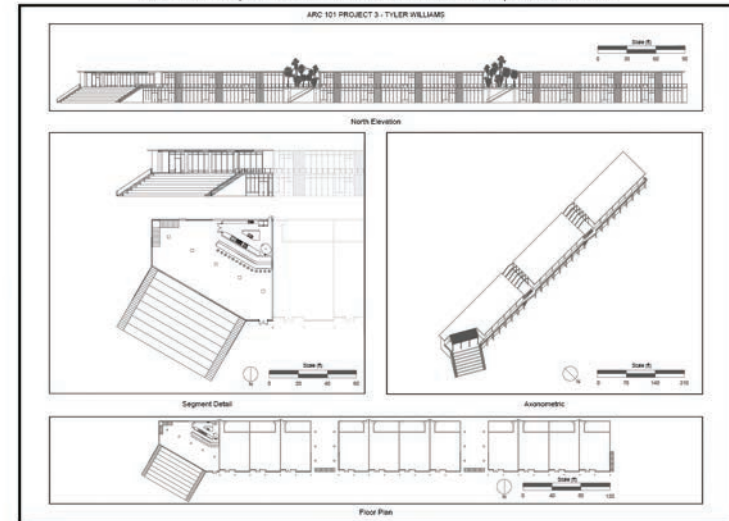 ARC 101 PROJECT 3 - TYLER WILLIAMS
Scale (ft)
0 30 60 90
North Elevation
N
Scale (ft)
0 20 40 60
Segment Detail
N
Scale (ft)
0 70 140 210
Axonometric
N
Scale (ft)
0 40 80 120
Floor Plan